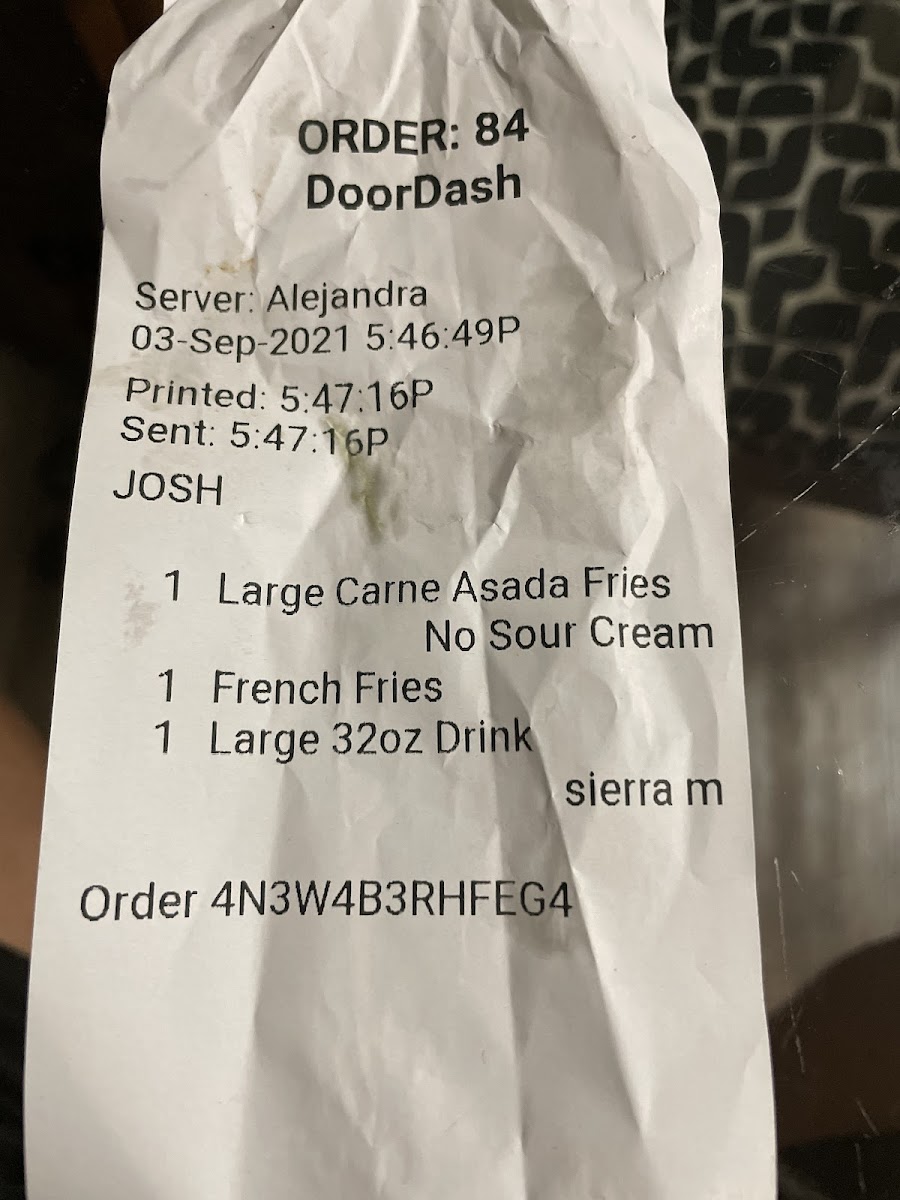 ORDER: 84
DoorDash
Server: Alejandra
03-Sep-2021 5:46:49P
Printed: 5:47:16P
Sent: 5:47:16P
JOSH
1 Large Carne Asada Fries
No Sour Cream
1 French Fries
1 Large 32oz Drink
sierra m
Order 4N3W4B3RHFEG4